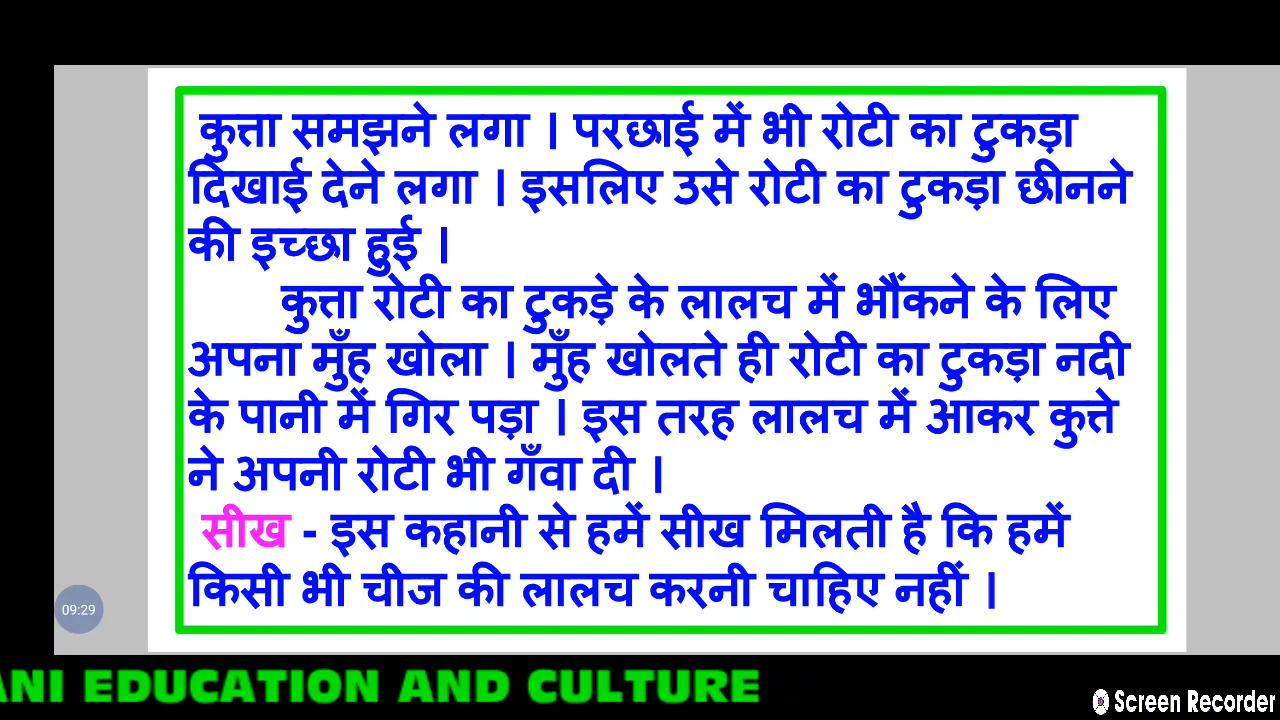 कुत्ता समझने लगा । परछाई में भी रोटी का टुकड़ा
दिखाई देने लगा । इसलिए उसे रोटी का टुकड़ा छीनने
की इच्छा हुई ।
कुत्ता रोटी का टुकड़े के लालच में भौंकने के लिए
अपना मुँह खोला । मुँह खोलते ही रोटी का टुकड़ा नदी
के पानी में गिर पड़ा । इस तरह लालच में आकर कुत्ते
ने अपनी रोटी भी गँवा दी ।
सीख - इस कहानी से हमें सीख मिलती है कि हमें
किसी भी चीज की लालच करनी चाहिए नहीं ।
09:29
ANI EDUCATION AND CULTURE
Screen Recorder